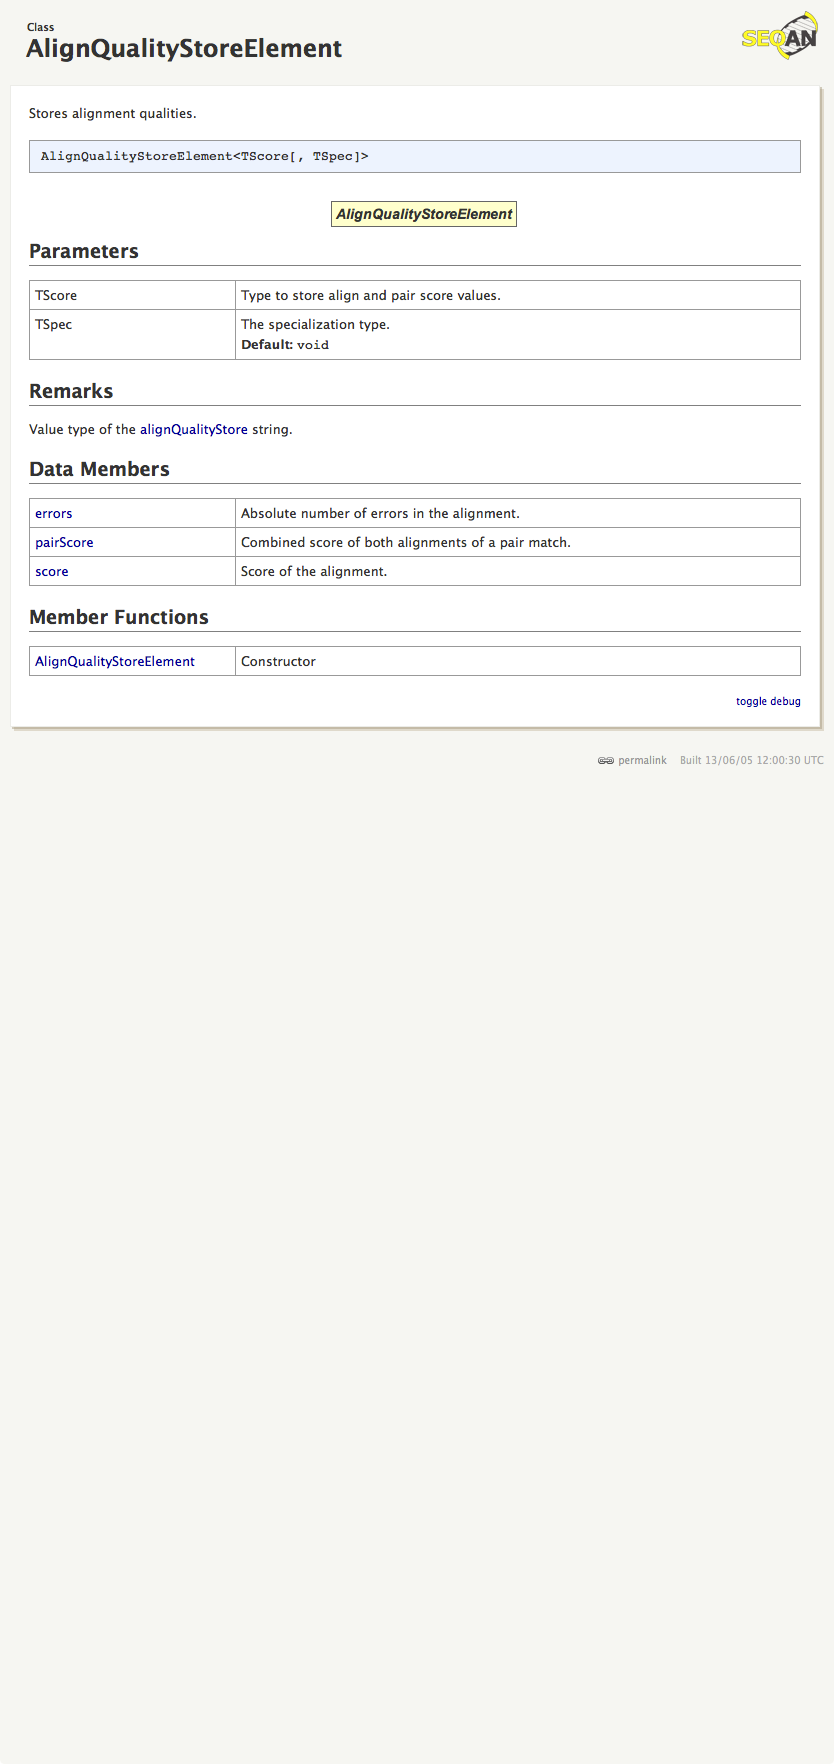 Class
AlignQualityStoreElement
SEQAN
Stores alignment qualities.
AlignQualityStoreElement<TScore[, TSpec]>
AlignQualityStoreElement
Parameters
TScore Type to store align and pair score values.
TSpec The specialization type.
Default: void
Remarks
Value type of the alignQualityStore string.
Data Members
errors Absolute number of errors in the alignment.
pairScore Combined score of both alignments of a pair match.
score Score of the alignment.
Member Functions
AlignQualityStoreElement Constructor
toggle debug
permalink Built 13/06/05 12:00:30 UTC